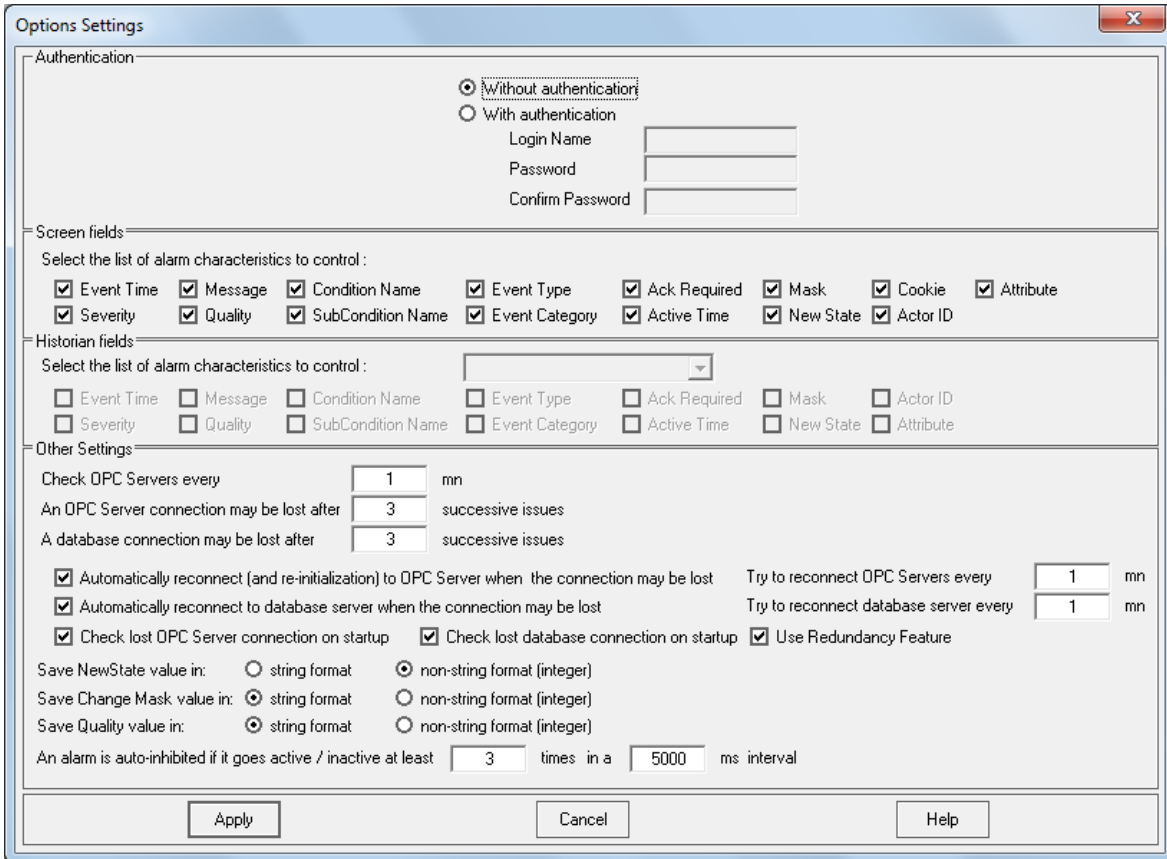 Options Settings
Authentication
Without authentication
With authentication
Login Name
Password
Confirm Password
Screen fields
Select the list of alarm characteristics to control :
Event Time Message Condition Name Event Type Ack Required Mask Cookie Attribute
Severity Quality SubCondition Name Event Category Active Time New State Actor ID
Historian fields
Select the list of alarm characteristics to control :
Event Time Message Condition Name Event Type Ack Required Mask Actor ID
Severity Quality SubCondition Name Event Category Active Time New State Attribute
Other Settings
Check OPC Servers every 1 mn
An OPC Server connection may be lost after 3 successive issues
A database connection may be lost after 3 successive issues
Automatically reconnect (and re-initialization) to OPC Server when the connection may be lost Try to reconnect OPC Servers every 1 mn
Automatically reconnect to database server when the connection may be lost Try to reconnect database server every 1 mn
Check lost OPC Server connection on startup Check lost database connection on startup Use Redundancy Feature
Save NewState value in: string format non-string format (integer)
Save Change Mask value in: string format non-string format (integer)
Save Quality value in: string format non-string format (integer)
An alarm is auto-inhibited if it goes active / inactive at least 3 times in a 5000 ms interval
Apply Cancel Help